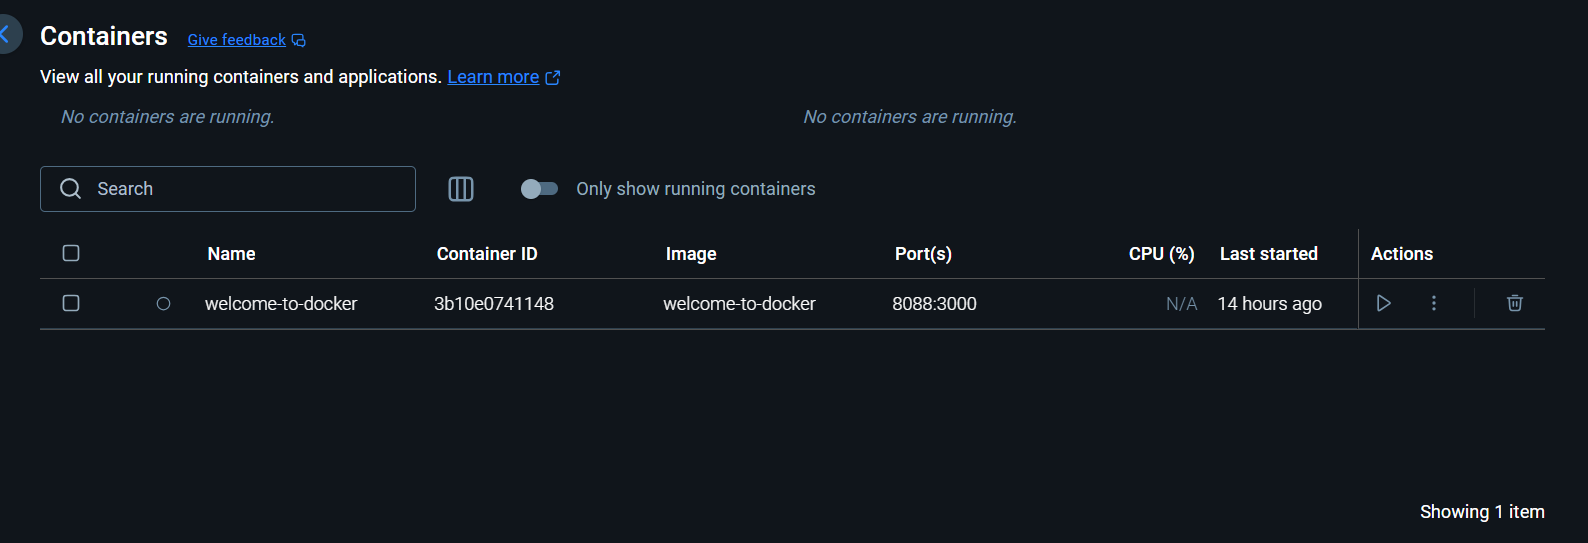 Containers Give feedback
View all your running containers and applications. Learn more
No containers are running. No containers are running.
Search Only show running containers
Name Container ID Image Port(s) CPU (%) Last started Actions
welcome-to-docker 3b10e0741148 welcome-to-docker 8088:3000 N/A 14 hours ago
Showing 1 item